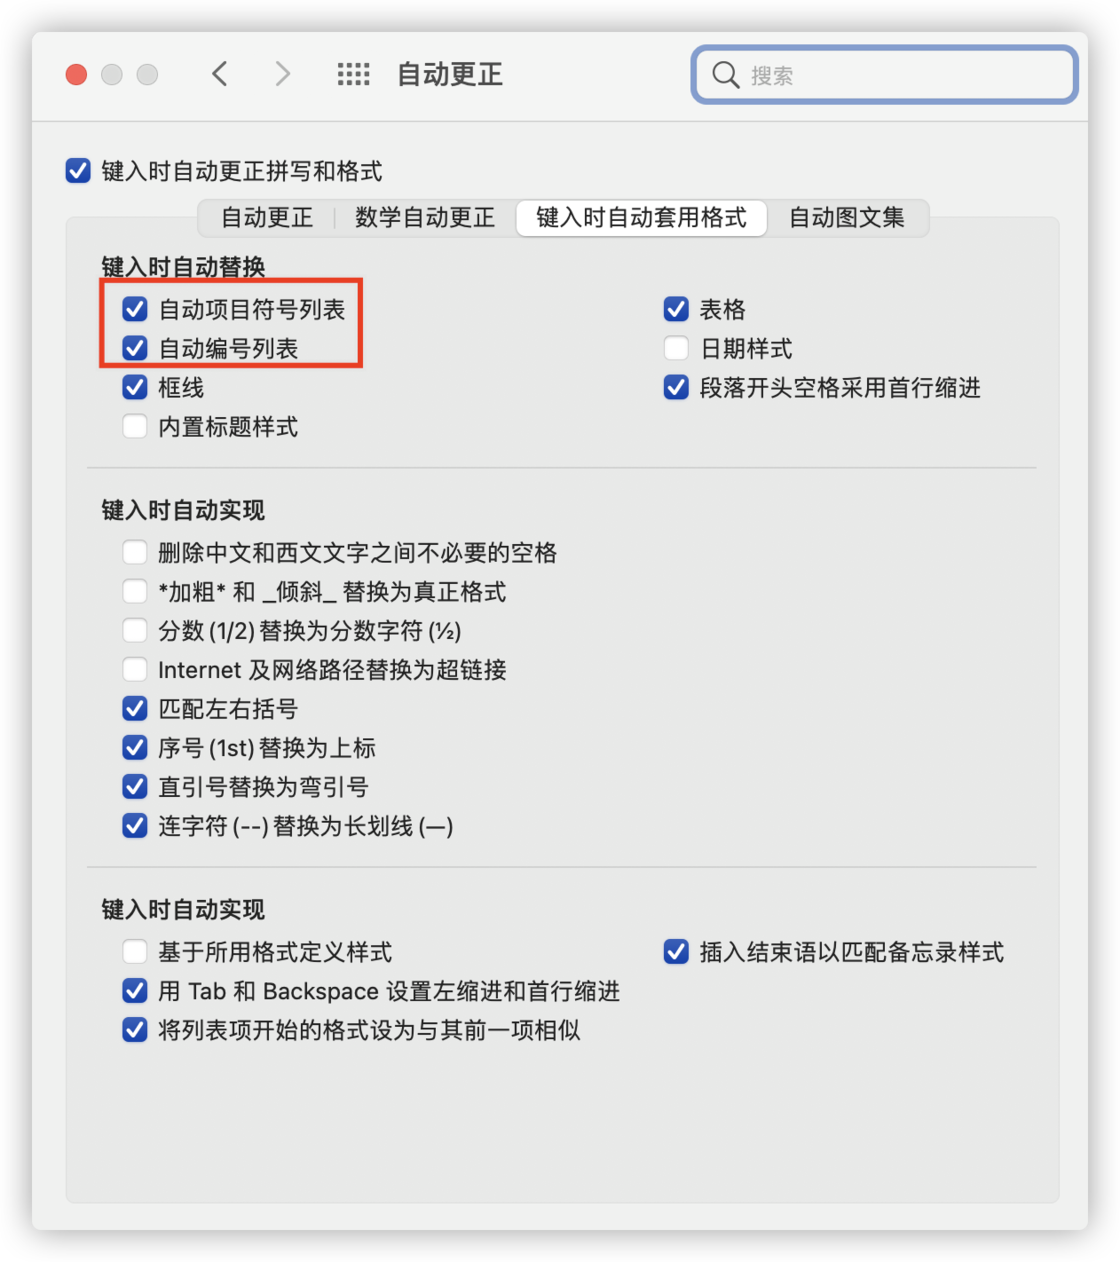 自动更正
搜索
键入时自动更正拼写和格式
自动更正
数学自动更正
键入时自动套用格式
自动图文集
键入时自动替换
自动项目符号列表
表格
自动编号列表
日期样式
框线
段落开头空格采用首行缩进
内置标题样式
键入时自动实现
删除中文和西文文字之间不必要的空格
*加粗* 和 _倾斜_ 替换为真正格式
分数 (1/2) 替换为分数字符 (½)
Internet 及网络路径替换为超链接
匹配左右括号
序号 (1st) 替换为上标
直引号替换为弯引号
连字符 (--) 替换为长划线 (—)
键入时自动实现
基于所用格式定义样式
插入结束语以匹配备忘录样式
用 Tab 和 Backspace 设置左缩进和首行缩进
将列表项开始的格式设为与其前一项相似